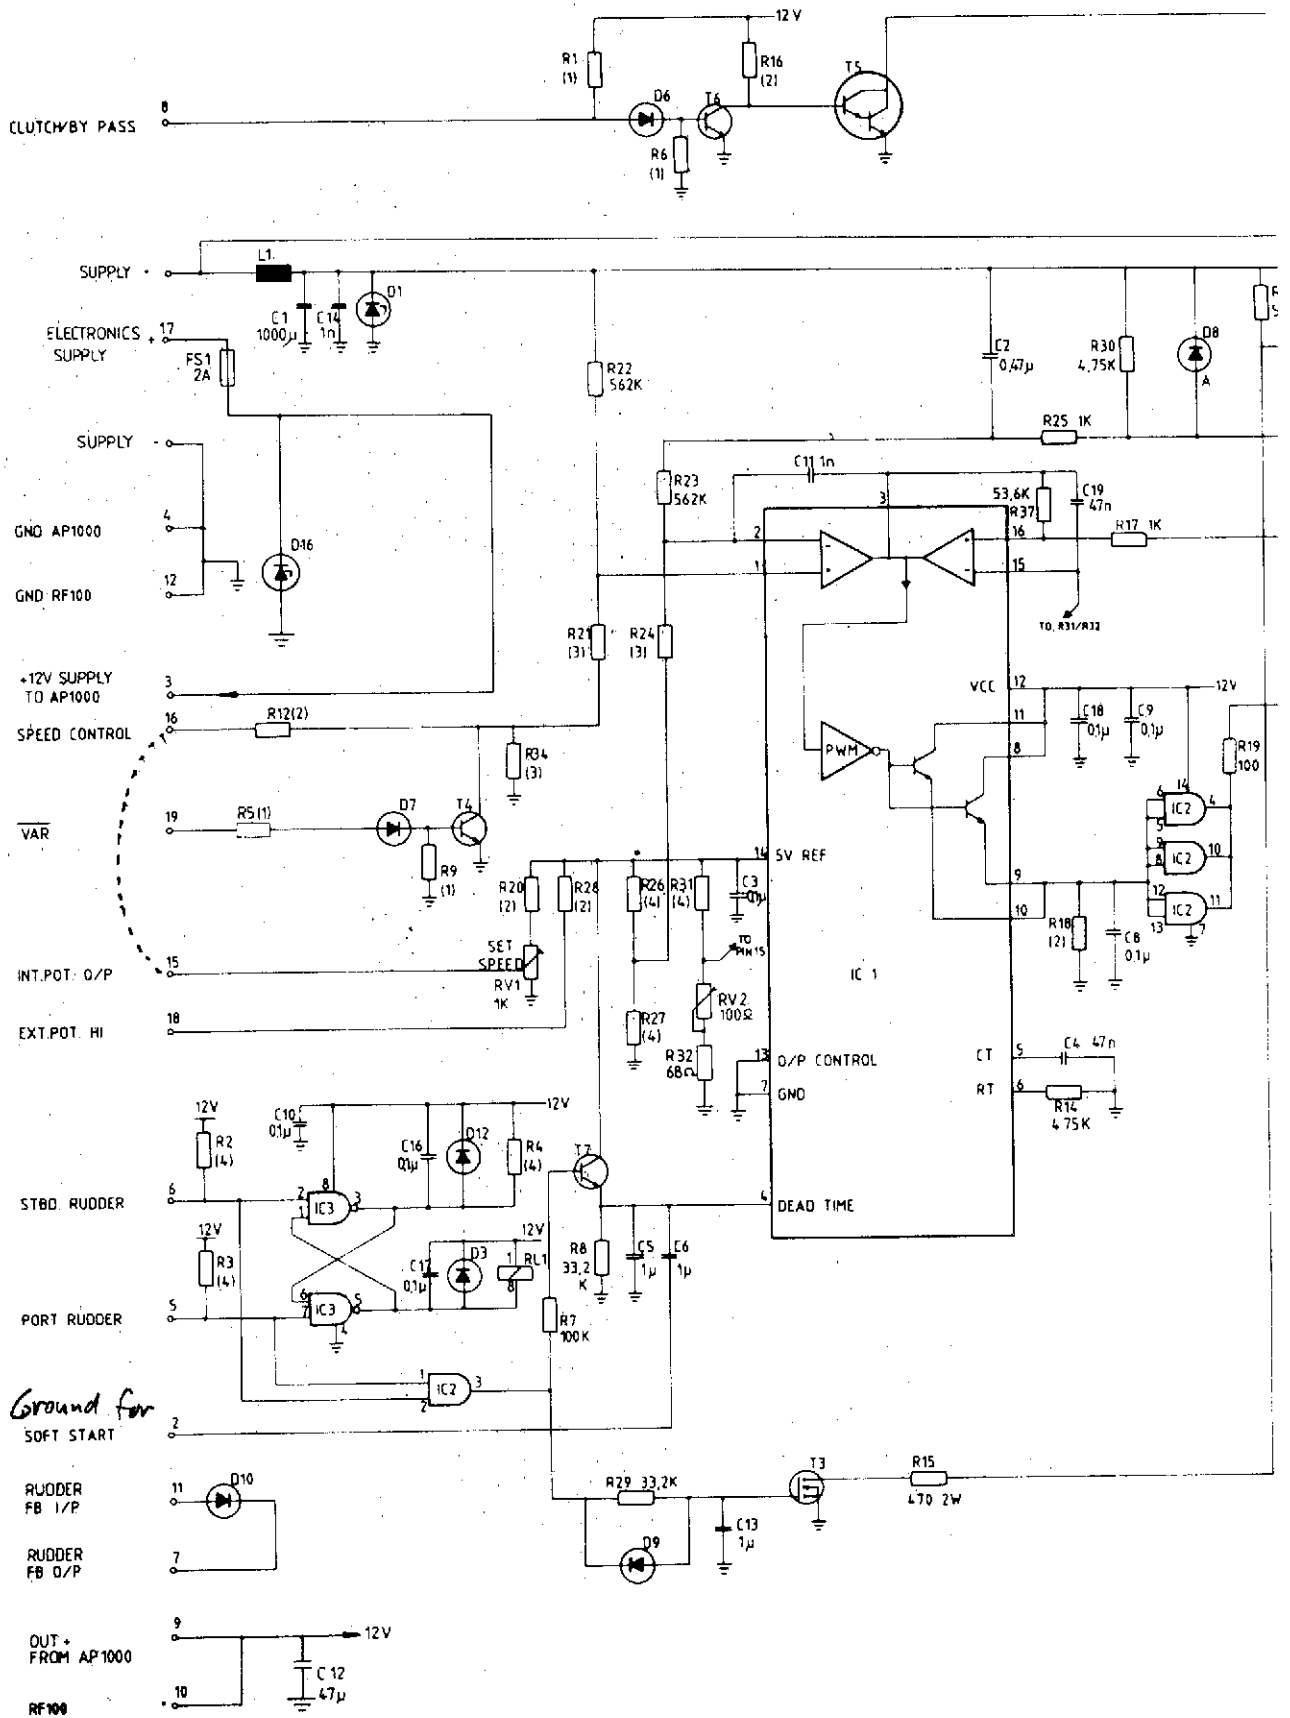 12V
R1
(1)
R16
(2)
T5
D6
T6
8
CLUTCH/BY PASS
R6
(1)
L1
SUPPLY +
C1
1000µ
C14
1n
D1
ELECTRONICS
SUPPLY
+ 17
FS1
2A
R22
562K
C2
0,47µ
R30
4,75K
D8
A
R
5
SUPPLY -
R25 1K
C11 1n
R23
562K
53,6K
R37
C19
47n
3
4
GND AP1000
2
16
R17 1K
D16
1
15
12
GND RF100
TO R31/R32
R21
(3)
R24
(3)
+12V SUPPLY
TO AP1000
3
VCC
12
12V
16
SPEED CONTROL
R12(2)
11
C18
0,1µ
C9
0,1µ
R34
(3)
PWM
8
R19
100
14
6
5
IC2
4
19
VAR
R5(1)
D7
T4
14
5V REF
9
8
IC2
10
R9
(1)
R20
(2)
R28
(2)
R26
(4)
R31
(4)
C3
0,1µ
9
12
13
IC2
11
7
10
R18
(2)
C8
0,1µ
SET
SPEED
RV1
1K
TO
PIN 15
15
INT.POT. O/P
IC 1
18
EXT.POT. HI
R27
(4)
RV2
100Ω
R32
68Ω
13
O/P CONTROL
7
GND
CT
5
C4 47n
RT
6
R14
4,75K
12V
R2
(4)
C10
0,1µ
12V
C16
0,1µ
D12
R4
(4)
T7
6
STBD. RUDDER
2
1
8
IC3
3
4
DEAD TIME
12V
R3
(4)
C17
0,1µ
D3
12V
1
RL1
8
R8
33,2
K
C5
1µ
C6
1µ
5
PORT RUDDER
6
7
IC3
5
4
R7
100K
1
2
IC2
3
Ground for
2
SOFT START
RUDDER
FB I/P
11
D10
R29 33,2K
T3
R15
470 2W
C13
1µ
D9
RUDDER
FB O/P
7
OUT +
FROM AP1000
9
12V
C12
47µ
RF100
10